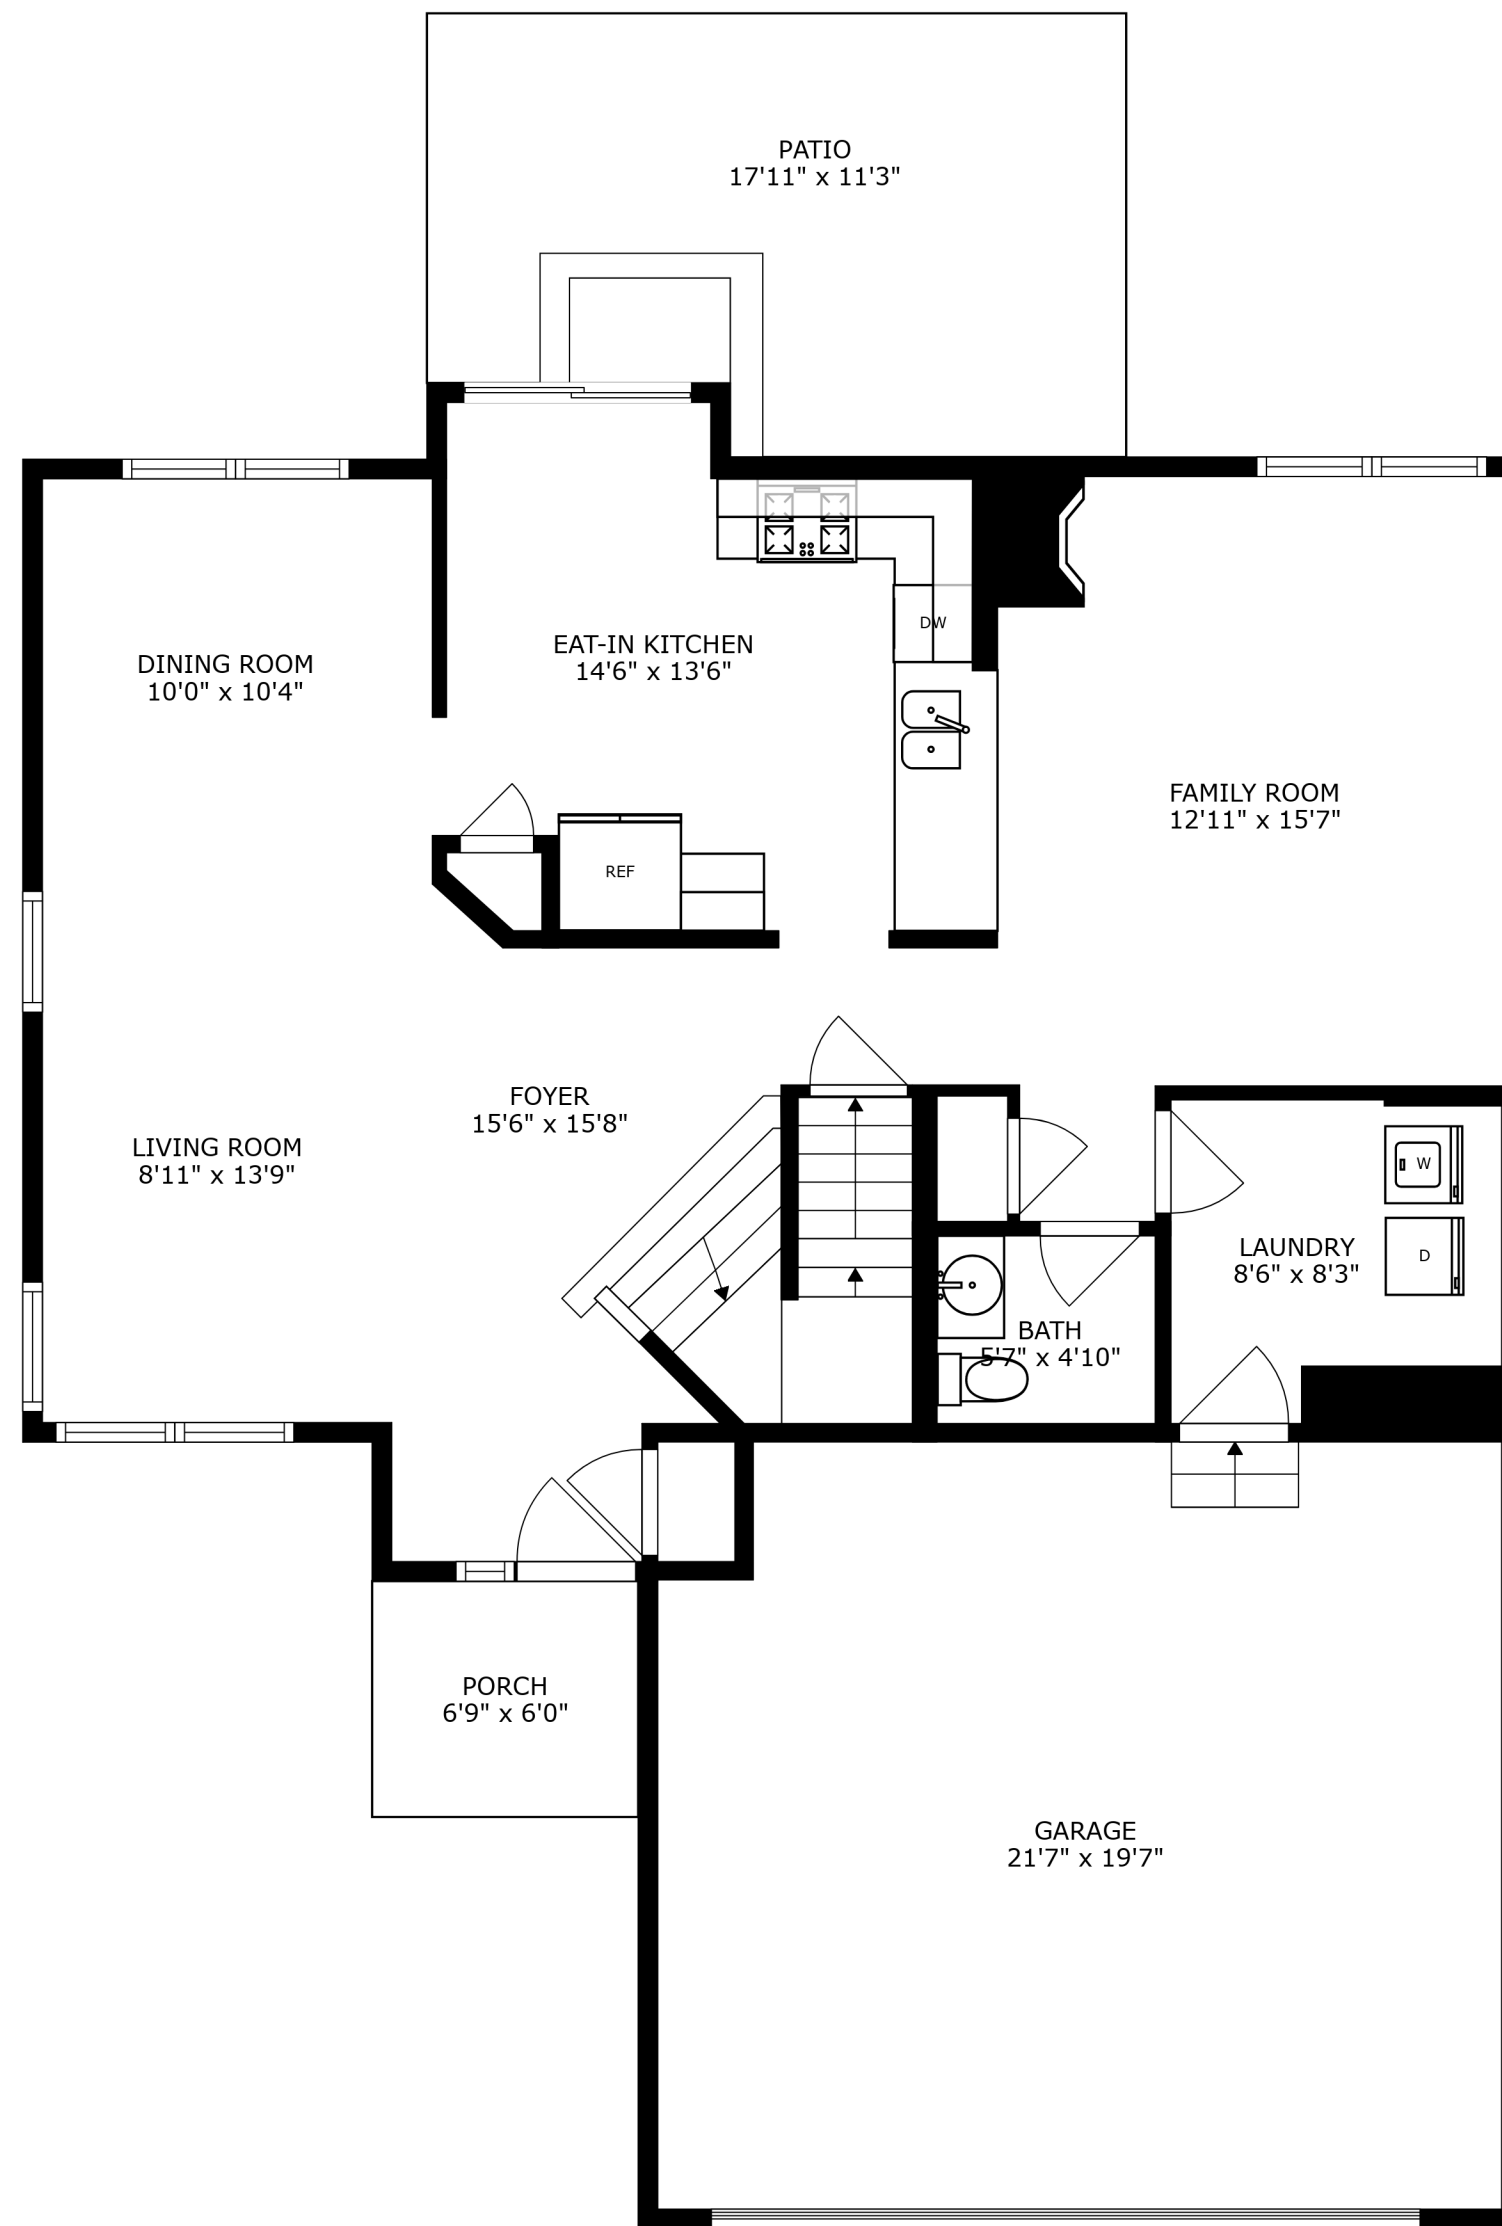 PATIO
17'11" x 11'3"
DINING ROOM
10'0" x 10'4"
EAT-IN KITCHEN
14'6" x 13'6"
DW
FAMILY ROOM
12'11" x 15'7"
REF
FOYER
15'6" x 15'8"
LIVING ROOM
8'11" x 13'9"
W
LAUNDRY
8'6" x 8'3"
D
BATH
5'7" x 4'10"
PORCH
6'9" x 6'0"
GARAGE
21'7" x 19'7"